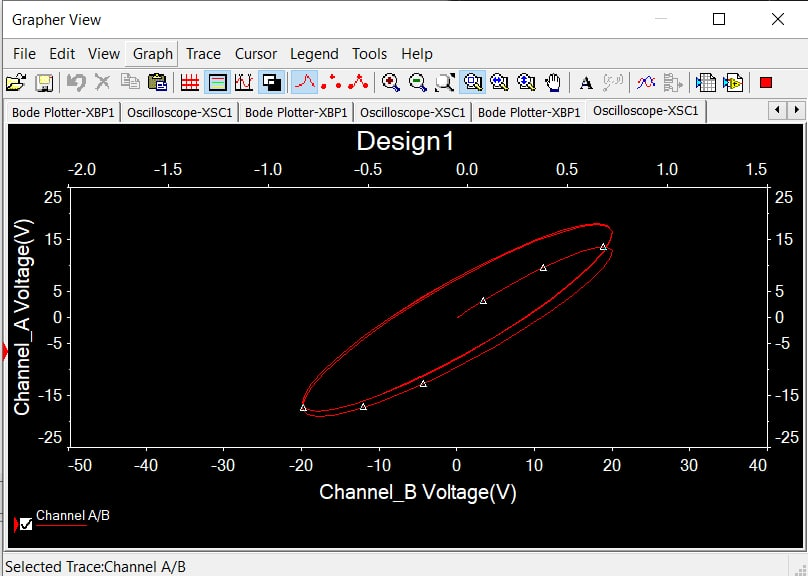 Grapher View
File Edit View Graph Trace Cursor Legend Tools Help
A
Bode Plotter-XBP1 Oscilloscope-XSC1 Bode Plotter-XBP1 Oscilloscope-XSC1 Bode Plotter-XBP1 Oscilloscope-XSC1
Design1
-2.0 -1.5 -1.0 -0.5 0.0 0.5 1.0 1.5
25 25
15 15
5 5
0 0
-5 -5
-15 -15
-25 -25
Channel_A Voltage(V)
-50 -40 -30 -20 -10 0 10 20 30 40
Channel_B Voltage(V)
Channel A/B
Selected Trace:Channel A/B